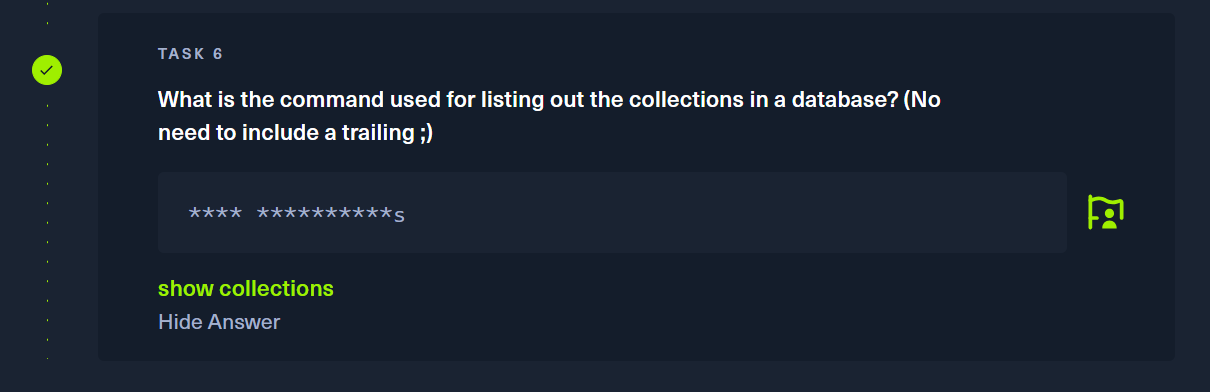 TASK 6
What is the command used for listing out the collections in a database? (No
need to include a trailing ;)
**** **********s
show collections
Hide Answer